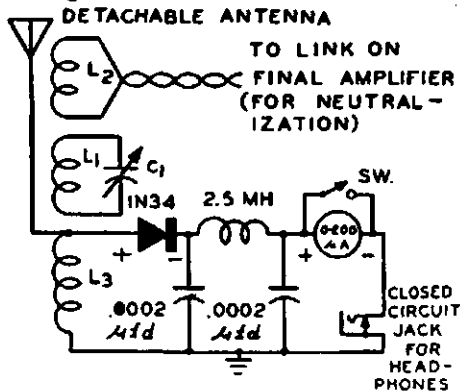 DETACHABLE ANTENNA
TO LINK ON
FINAL AMPLIFIER
(FOR NEUTRAL-
IZATION)
L2
L1
C1
1N34
2.5 MH
SW.
+ -
0-200
μA
+ -
L3
.0002
μfd
.0002
μfd
CLOSED
CIRCUIT
JACK
FOR
HEAD-
PHONES